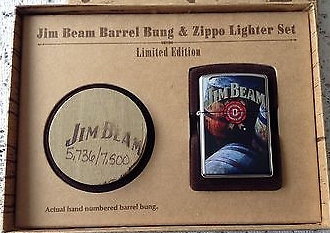 Jim Beam Barrel Bung & Zippo Lighter Set
Limited Edition
JIM BEAM
5,736/7,500
JIM BEAM
B
Actual hand numbered barrel bung.